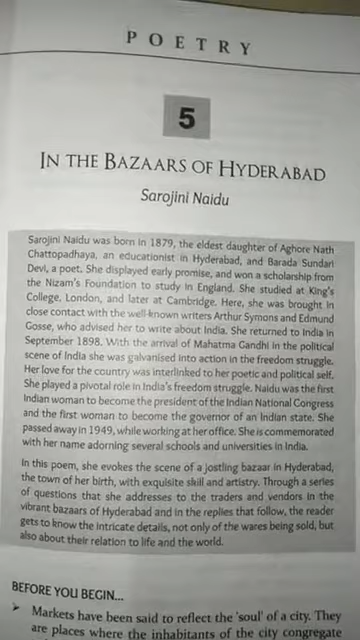 POETRY
5
IN THE BAZAARS OF HYDERABAD
Sarojini Naidu
Sarojini Naidu was born in 1879, the eldest daughter of Aghore Nath
Chattopadhaya, an educationist in Hyderabad, and Barada Sundari
Devi, a poet. She displayed early promise, and won a scholarship from
the Nizam's Foundation to study in England. She studied at King's
College, London, and later at Cambridge. Here, she was brought in
close contact with the well-known writers Arthur Symons and Edmund
Gosse, who advised her to write about India. She returned to India in
September 1898. With the arrival of Mahatma Gandhi in the political
scene of India she was galvanised into action in the freedom struggle.
Her love for the country was interlinked to her poetic and political self.
She played a pivotal role in India's freedom struggle. Naidu was the first
Indian woman to become the president of the Indian National Congress
and the first woman to become the governor of an Indian state. She
passed away in 1949, while working at her office. She is commemorated
with her name adorning several schools and universities in India.
In this poem, she evokes the scene of a jostling bazaar in Hyderabad,
the town of her birth, with exquisite skill and artistry. Through a series
of questions that she addresses to the traders and vendors in the
vibrant bazaars of Hyderabad and in the replies that follow, the reader
gets to know the intricate details, not only of the wares being sold, but
also about their relation to life and the world.
BEFORE YOU BEGIN...
➤ Markets have been said to reflect the 'soul' of a city. They
are places where the inhabitants of the city congregate